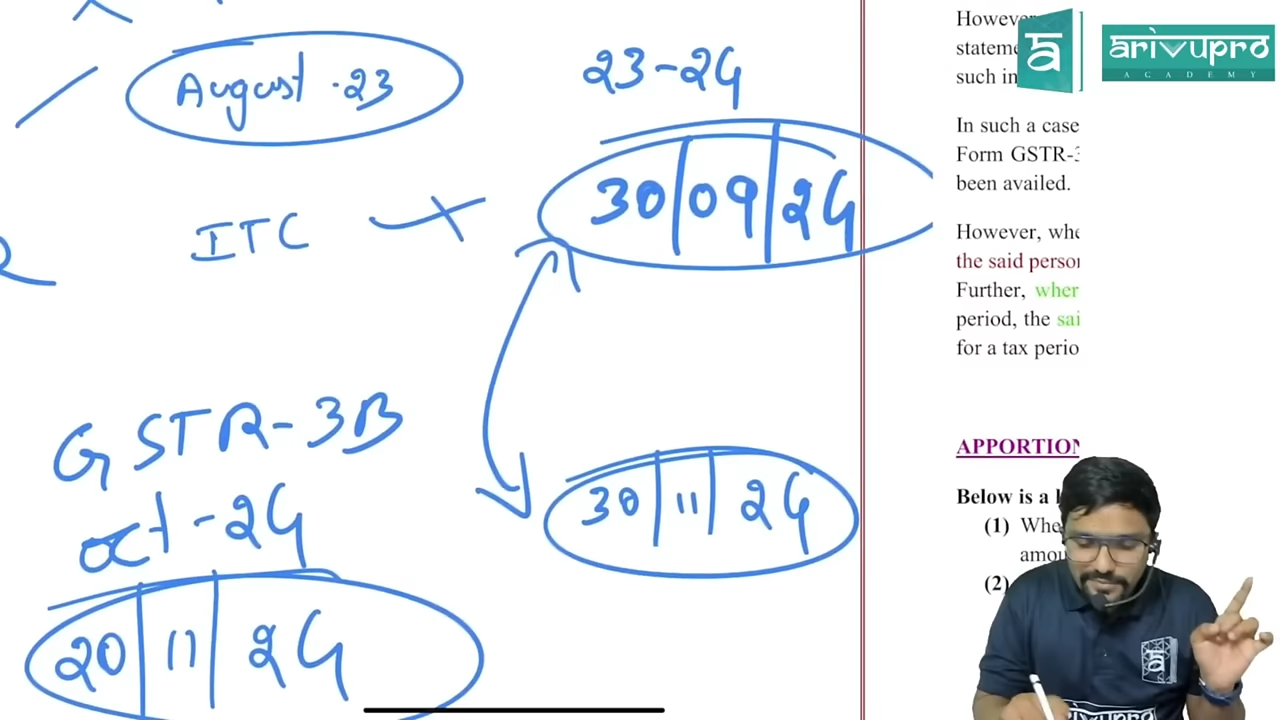 August -23
23-24
30|09|24
ITC
GSTR-3B
Oct-24
30|11|24
20|11|24
However
stateme
such in
In such a case
Form GSTR-3
been availed.
However, whe
the said person
Further, wher
period, the sai
for a tax perio
APPORTION
Below is a l
(1) Whe
amou
(2)
arivupro
ACADEMY
arivupro